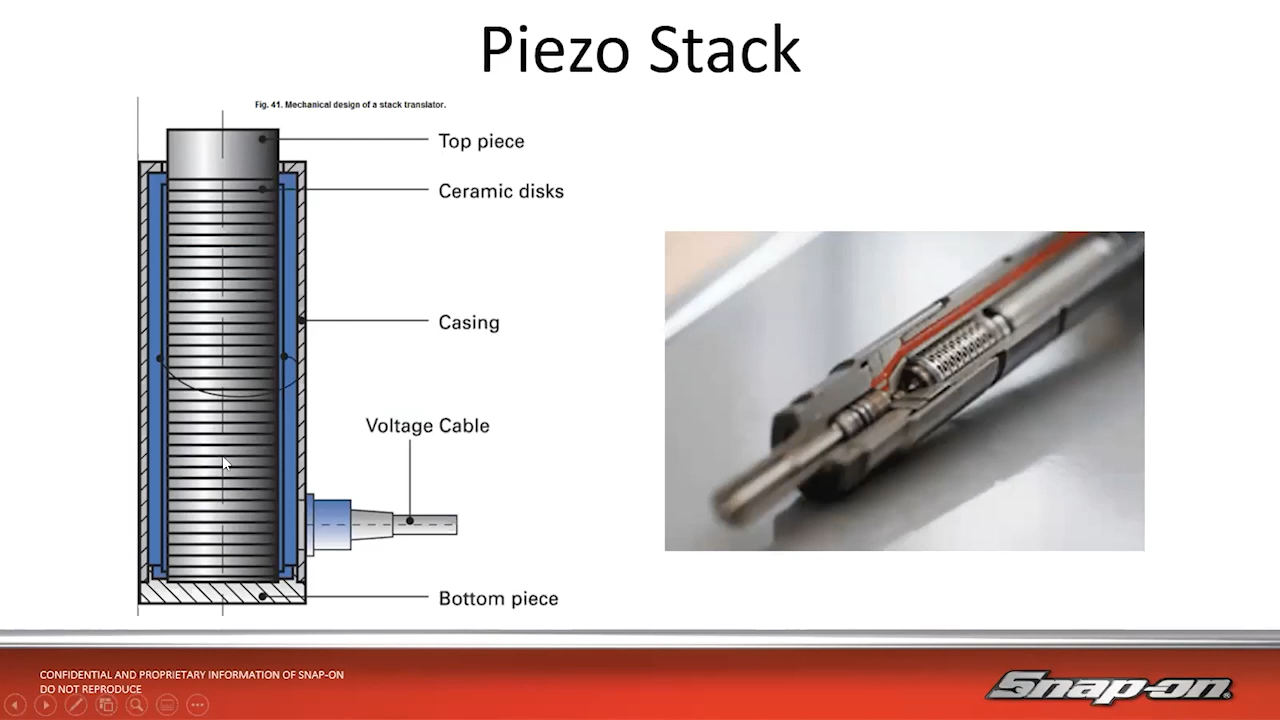 Piezo Stack
Fig. 41. Mechanical design of a stack translator.
Top piece
Ceramic disks
Casing
Voltage Cable
Bottom piece
CONFIDENTIAL AND PROPRIETARY INFORMATION OF SNAP-ON
DO NOT REPRODUCE
Snap-on®